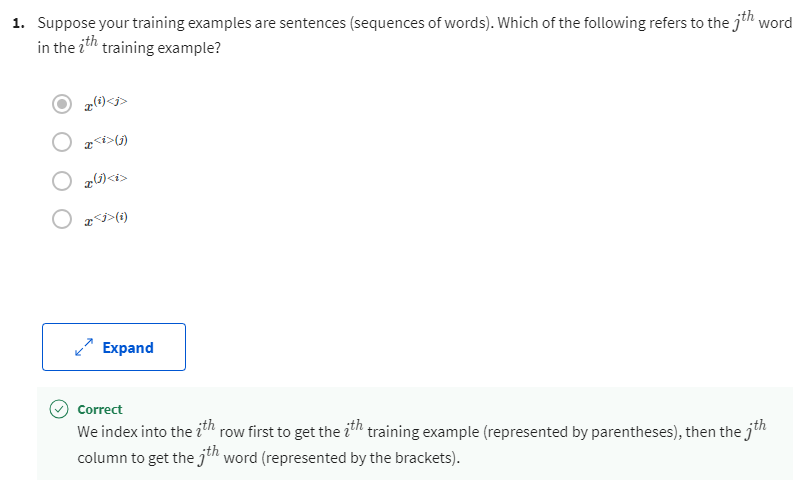 1. Suppose your training examples are sentences (sequences of words). Which of the following refers to the j^th word
in the i^th training example?
x^(i)<j>
x^<i>(j)
x^(j)<i>
x^<j>(i)
Expand
Correct
We index into the i^th row first to get the i^th training example (represented by parentheses), then the j^th
column to get the j^th word (represented by the brackets).